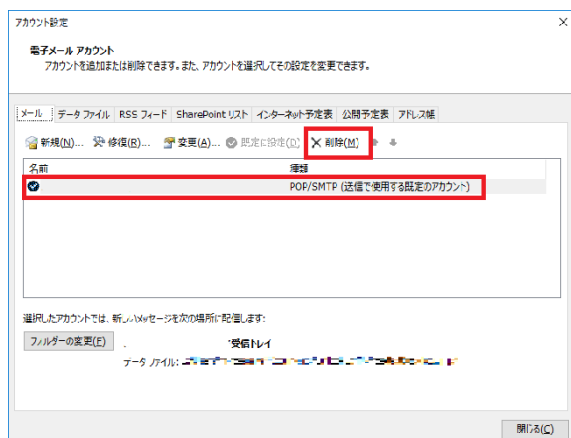 アカウント設定
電子メール アカウント
アカウントを追加または削除できます。また、アカウントを選択してその設定を変更できます。
メール データ ファイル RSS フィード SharePoint リスト インターネット予定表 公開予定表 アドレス帳
新規(N)... 修復(R)... 変更(A)... 既定に設定(D) 削除(M)
名前 種類
POP/SMTP (送信で使用する既定のアカウント)
選択したアカウントでは、新しいメッセージを次の場所に配信します:
フォルダーの変更(F) 受信トレイ
データ ファイル:
閉じる(C)